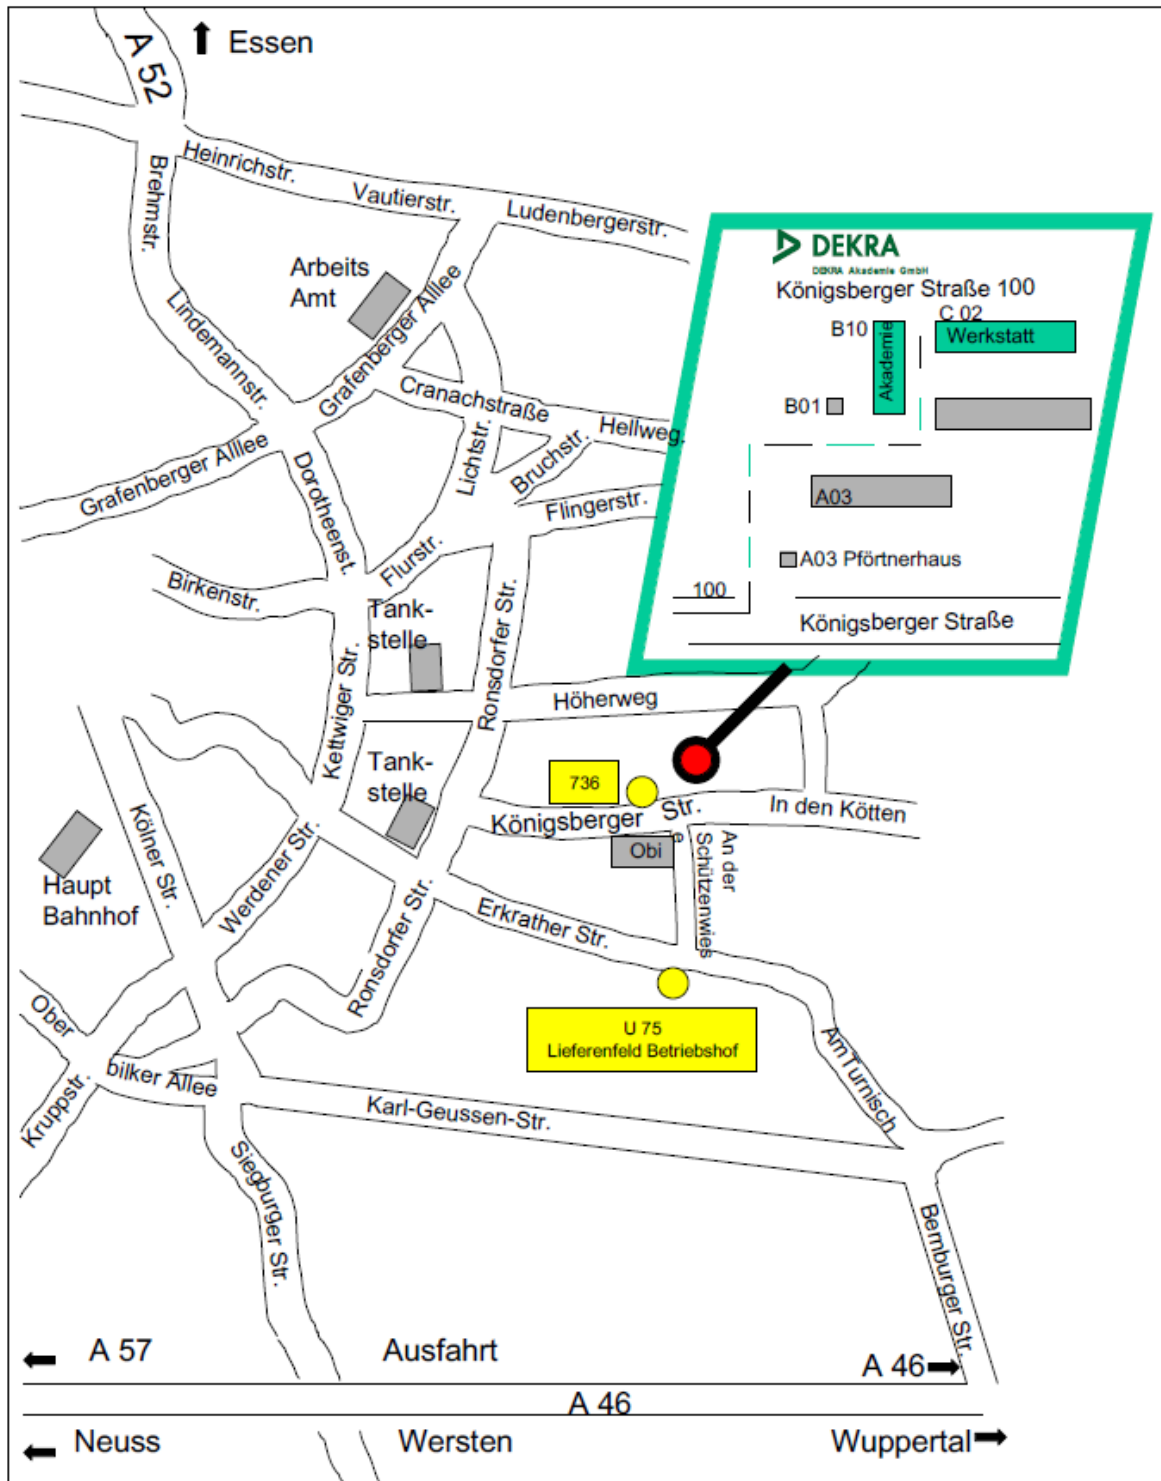 A 52
Essen
Heinrichstr.
Vautierstr.
Ludenbergerstr.
Brehmstr.
Arbeits
Amt
Grafenberger Alllee
Lindemannstr.
Cranachstraße
Hellweg.
Lichtstr.
Bruchstr.
Grafenberger Alllee
Dorotheenst.
Flingerstr.
Flurstr.
Birkenstr.
DEKRA
DEKRA Akademie GmbH
Königsberger Straße 100
C 02
B10
Akademie
Werkstatt
B01
A03
A03 Pförtnerhaus
100
Königsberger Straße
Tank-
stelle
Ronsdorfer Str.
Kettwiger Str.
Höherweg
Tank-
stelle
736
Königsberger Str.
In den Kötten
Obi
An der
Schützenwies
e
Kölner Str.
Werdener Str.
Haupt
Bahnhof
Ronsdorfer Str.
Erkrather Str.
U 75
Lieferenfeld Betriebshof
Am Turnisch
Ober
bilker Allee
Kruppstr.
Karl-Geussen-Str.
Siegburger Str.
Bernburger Str.
A 57
Ausfahrt
A 46
A 46
Neuss
Wersten
Wuppertal